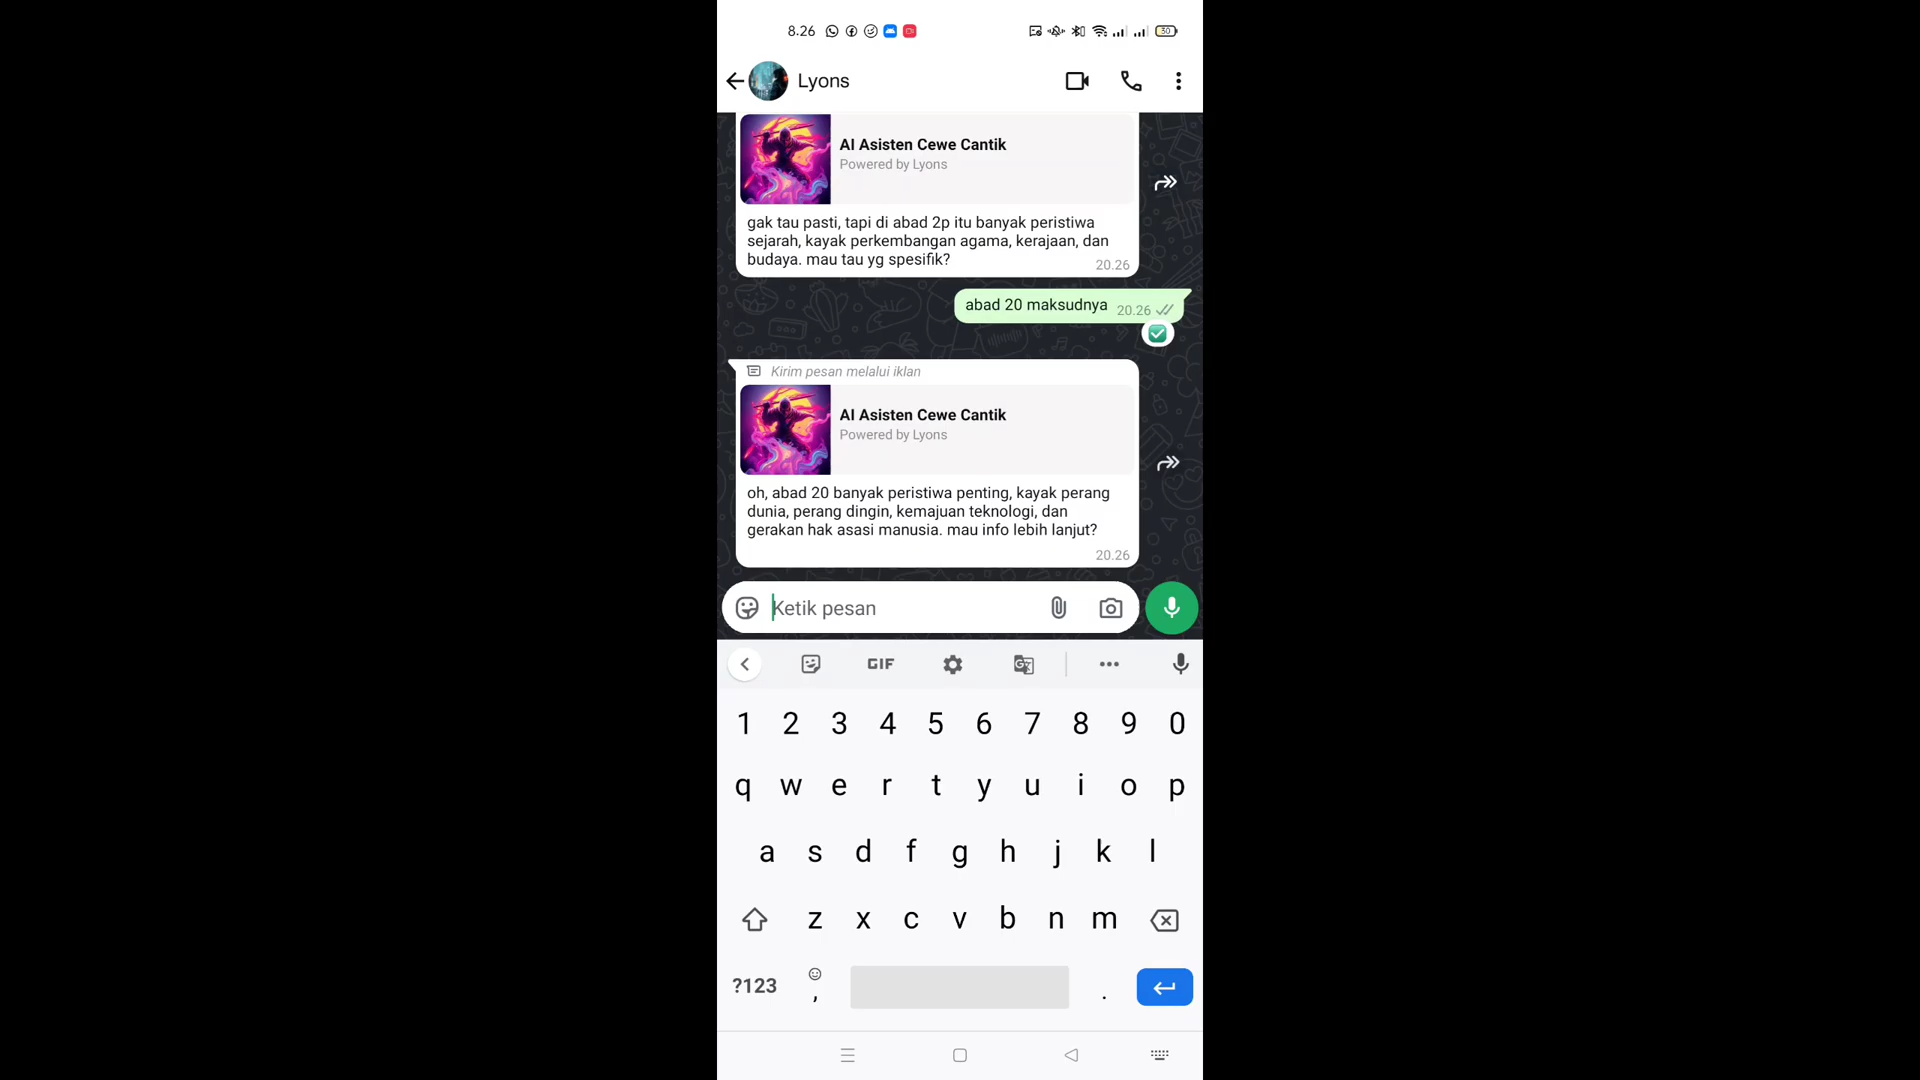 8.26
30
Lyons
AI Asisten Cewe Cantik
Powered by Lyons
gak tau pasti, tapi di abad 2p itu banyak peristiwa
sejarah, kayak perkembangan agama, kerajaan, dan
budaya. mau tau yg spesifik?
20.26
abad 20 maksudnya
20.26
Kirim pesan melalui iklan
AI Asisten Cewe Cantik
Powered by Lyons
oh, abad 20 banyak peristiwa penting, kayak perang
dunia, perang dingin, kemajuan teknologi, dan
gerakan hak asasi manusia. mau info lebih lanjut?
20.26
Ketik pesan
GIF
1 2 3 4 5 6 7 8 9 0
q w e r t y u i o p
a s d f g h j k l
z x c v b n m
?123 , .